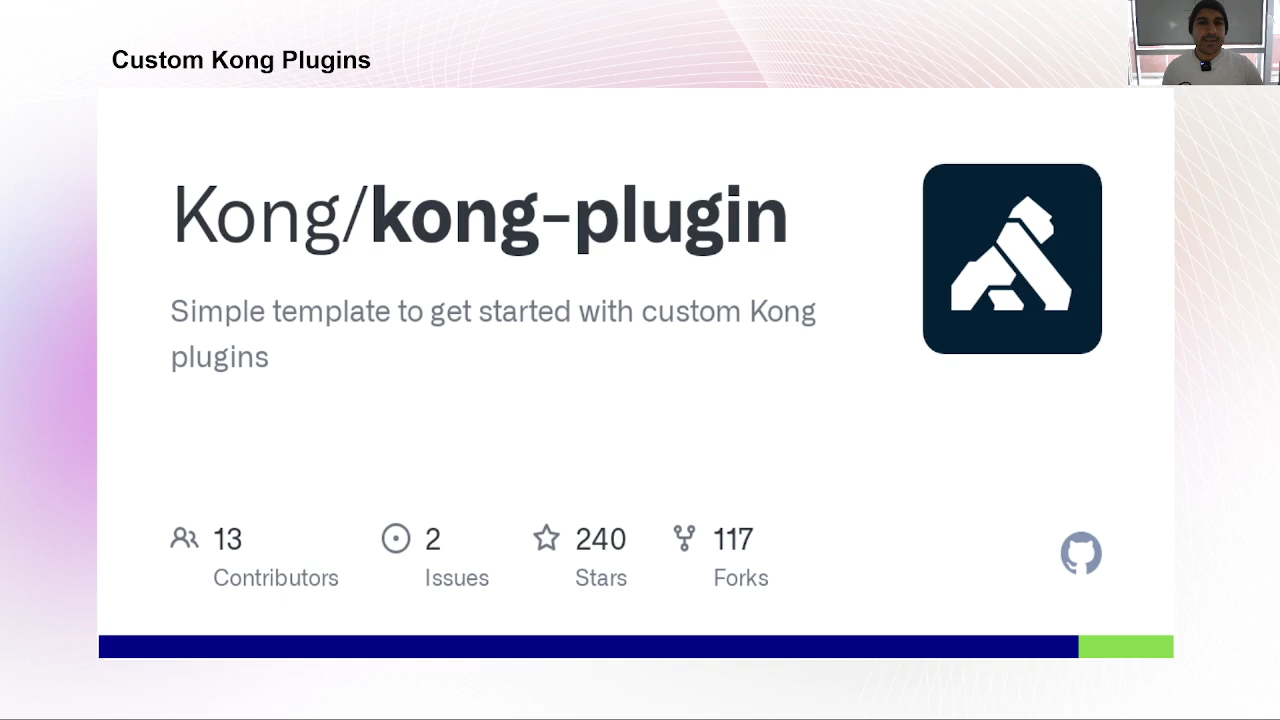 Custom Kong Plugins
Kong/kong-plugin
Simple template to get started with custom Kong
plugins
13
Contributors
2
Issues
240
Stars
117
Forks